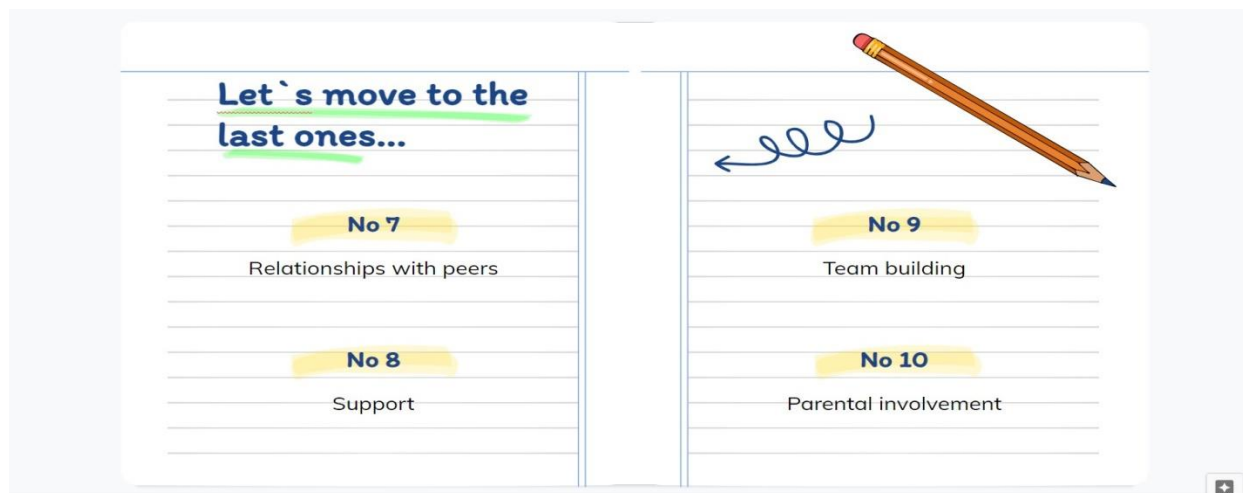 Let`s move to the
last ones...
No 7
Relationships with peers
No 8
Support
No 9
Team building
No 10
Parental involvement